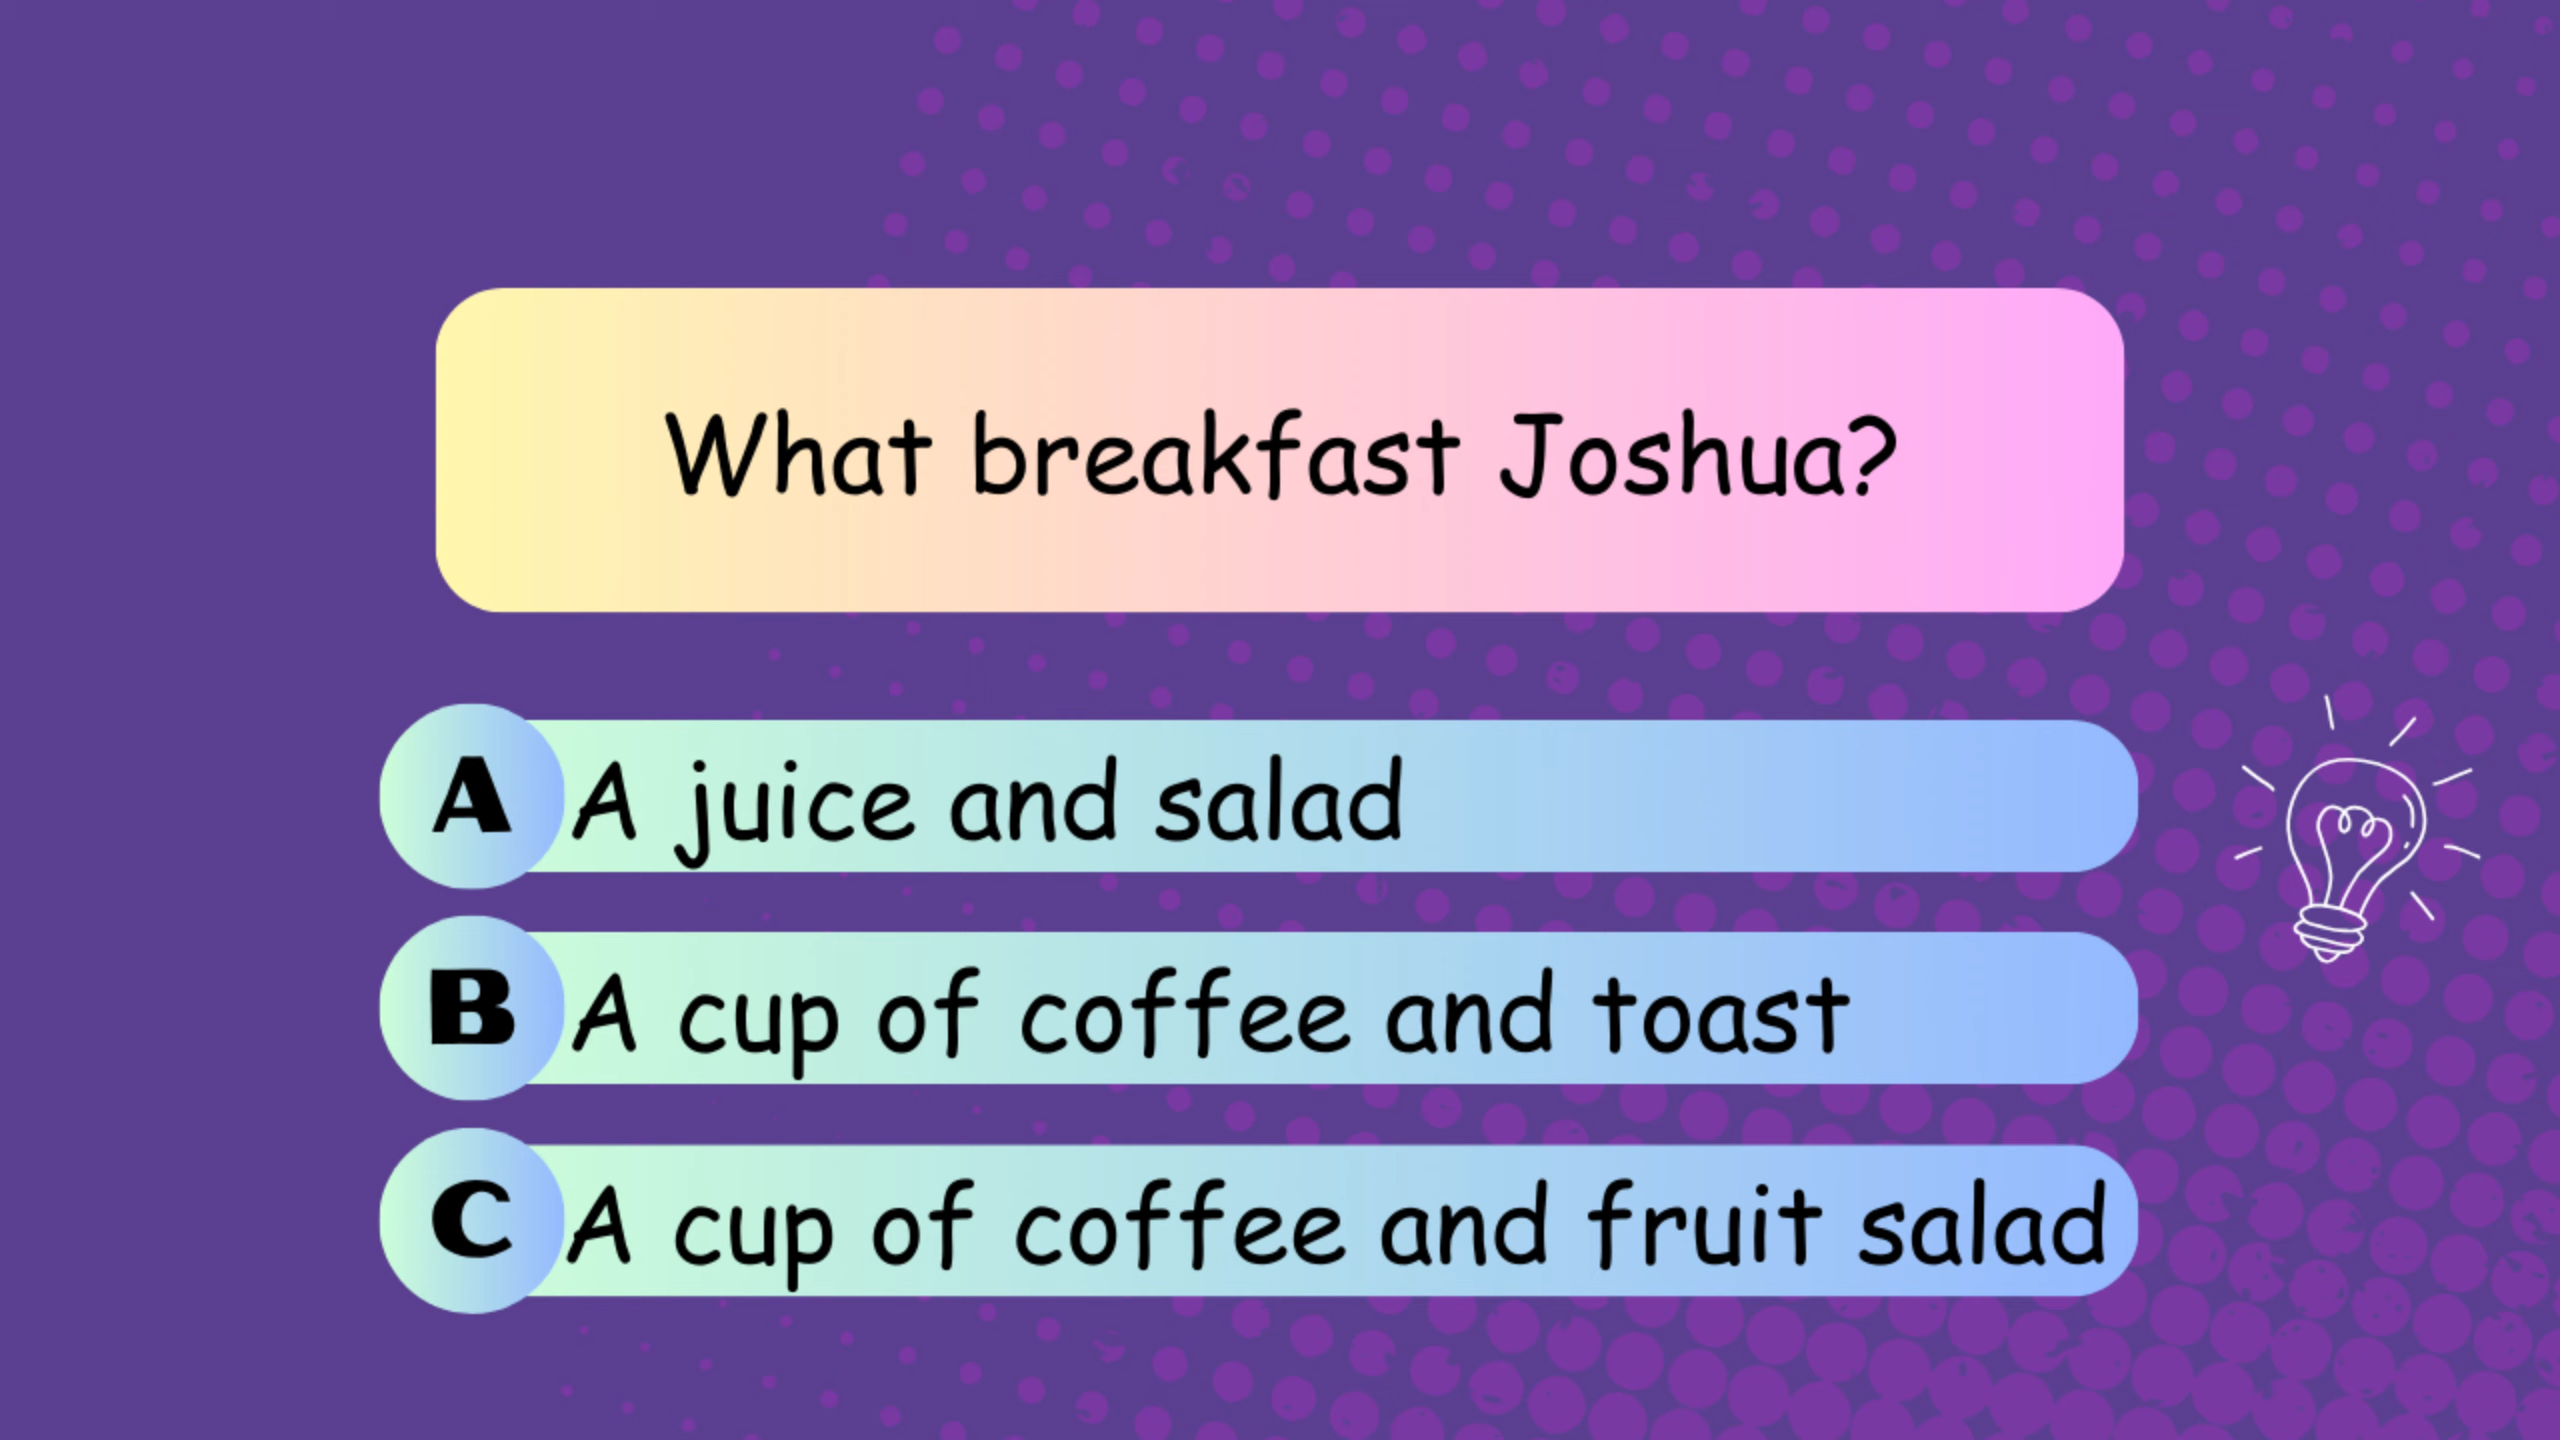 What breakfast Joshua?
A A juice and salad
B A cup of coffee and toast
C A cup of coffee and fruit salad